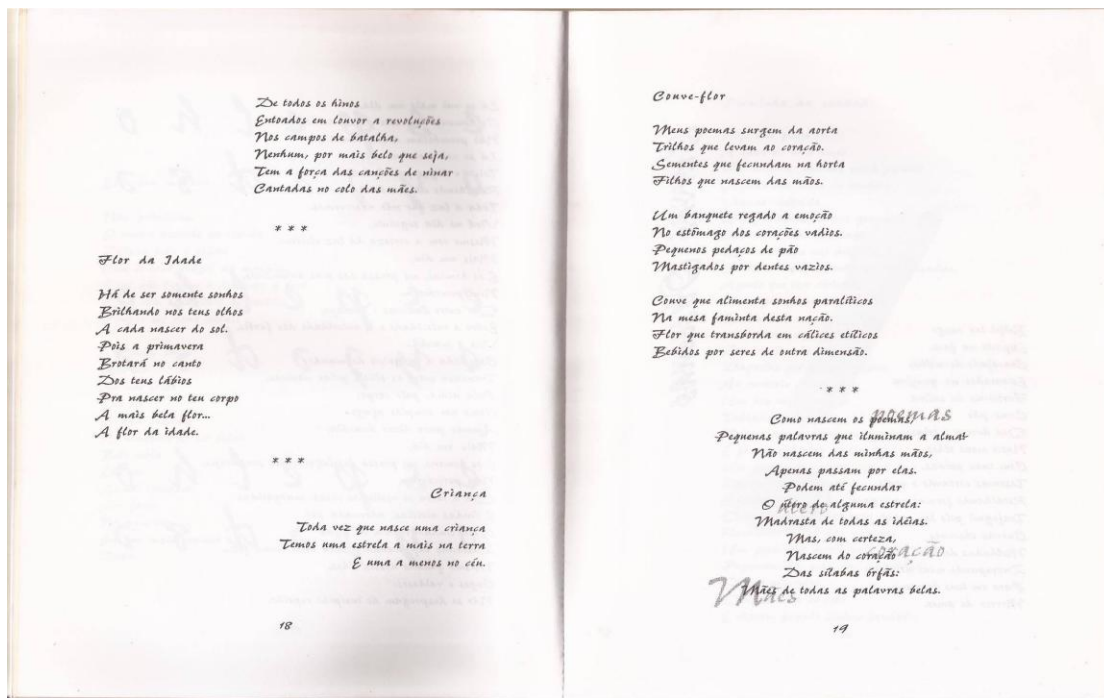 De todos os hinos
Entoados em louvor a revoluções
Nos campos de batalha,
Nenhum, por mais belo que seja,
Tem a força das canções de ninar
Cantadas no colo das mães.
***
Flor da Idade
Há de ser somente sonhos
Brilhando nos teus olhos
A cada nascer do sol.
Pois a primavera
Brotará no canto
Dos teus lábios
Pra nascer no teu corpo
A mais bela flor...
A flor da idade.
***
Criança
Toda vez que nasce uma criança
Temos uma estrela a mais na terra
E uma a menos no céu.
18
Couve-flor
Meus poemas surgem da aorta
Trilhos que levam ao coração.
Sementes que fecundam na horta
Filhos que nascem das mãos.
Um banquete regado a emoção
No estômago dos corações vadios.
Pequenos pedaços de pão
Mastigados por dentes vazios.
Couve que alimenta sonhos paralíticos
Na mesa faminta desta nação.
Flor que transborda em cálices etílicos
Bebidos por seres de outra dimensão.
***
Como nascem os poemas,
poemas
Pequenas palavras que iluminam a alma?
Não nascem das minhas mãos,
Apenas passam por elas.
Podem até fecundar
O útero de alguma estrela:
útero
Madrasta de todas as idéias.
Mas, com certeza,
Nascem do coração
coração
Das sílabas órfãs:
Mães de todas as palavras belas.
Mães
19